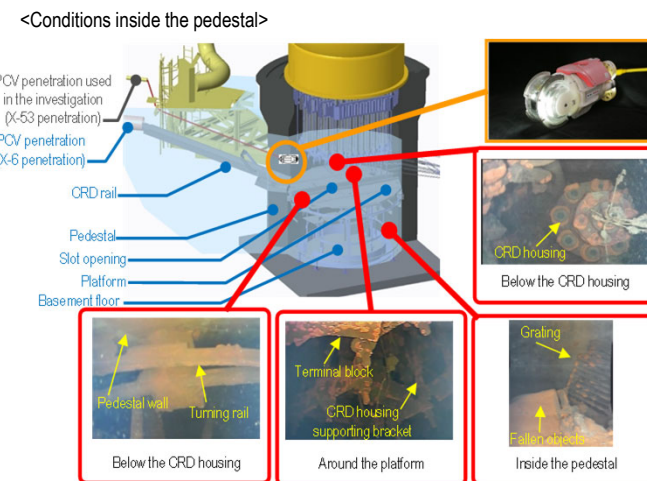 <Conditions inside the pedestal>
PCV penetration used
in the investigation
(X-53 penetration)
PCV penetration
(X-6 penetration)
CRD rail
Pedestal
Slot opening
Platform
Basement floor
CRD housing
Below the CRD housing
Pedestal wall
Turning rail
Below the CRD housing
Terminal block
CRD housing
supporting bracket
Around the platform
Grating
Fallen objects
Inside the pedestal